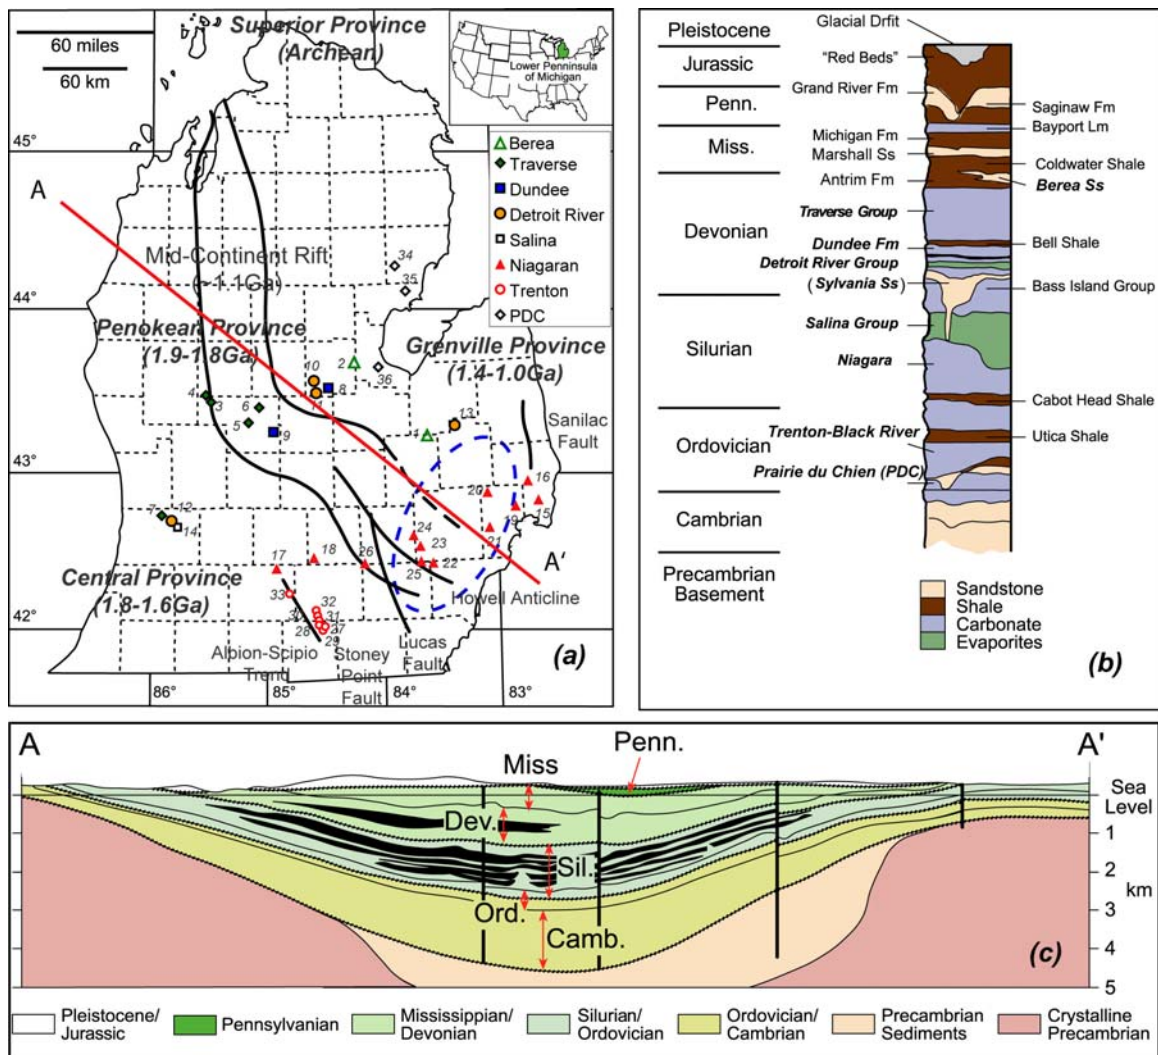 60 miles
60 km
Superior Province
(Archean)
Lower Penninsula
of Michigan
45°
44°
43°
42°
86°
85°
84°
83°
A
A'
Berea
Traverse
Dundee
Detroit River
Salina
Niagaran
Trenton
PDC
Mid-Continent Rift
(~1.1Ga)
Penokean Province
(1.9-1.8Ga)
Grenville Province
(1.4-1.0Ga)
Central Province
(1.8-1.6Ga)
Sanilac
Fault
Howell Anticline
Albion-Scipio
Trend
Stoney
Point
Fault
Lucas
Fault
34
35
36
2
10
8
11
4
3
6
5
9
13
1
7
12
14
16
15
20
19
21
24
23
25
22
26
17
18
33
32
30
31
27
28
29
(a)
Pleistocene
Jurassic
Penn.
Miss.
Devonian
Silurian
Ordovician
Cambrian
Precambrian
Basement
Glacial Drfit
"Red Beds"
Grand River Fm
Saginaw Fm
Bayport Lm
Michigan Fm
Marshall Ss
Coldwater Shale
Antrim Fm
Berea Ss
Traverse Group
Dundee Fm
Bell Shale
Detroit River Group
(Sylvania Ss)
Bass Island Group
Salina Group
Niagara
Cabot Head Shale
Trenton-Black River
Utica Shale
Prairie du Chien (PDC)
Sandstone
Shale
Carbonate
Evaporites
(b)
A
A'
Miss
Penn.
Dev.
Sil.
Ord.
Camb.
Sea
Level
1
2
km
3
4
5
(c)
Pleistocene/
Jurassic
Pennsylvanian
Mississippian/
Devonian
Silurian/
Ordovician
Ordovician/
Cambrian
Precambrian
Sediments
Crystalline
Precambrian